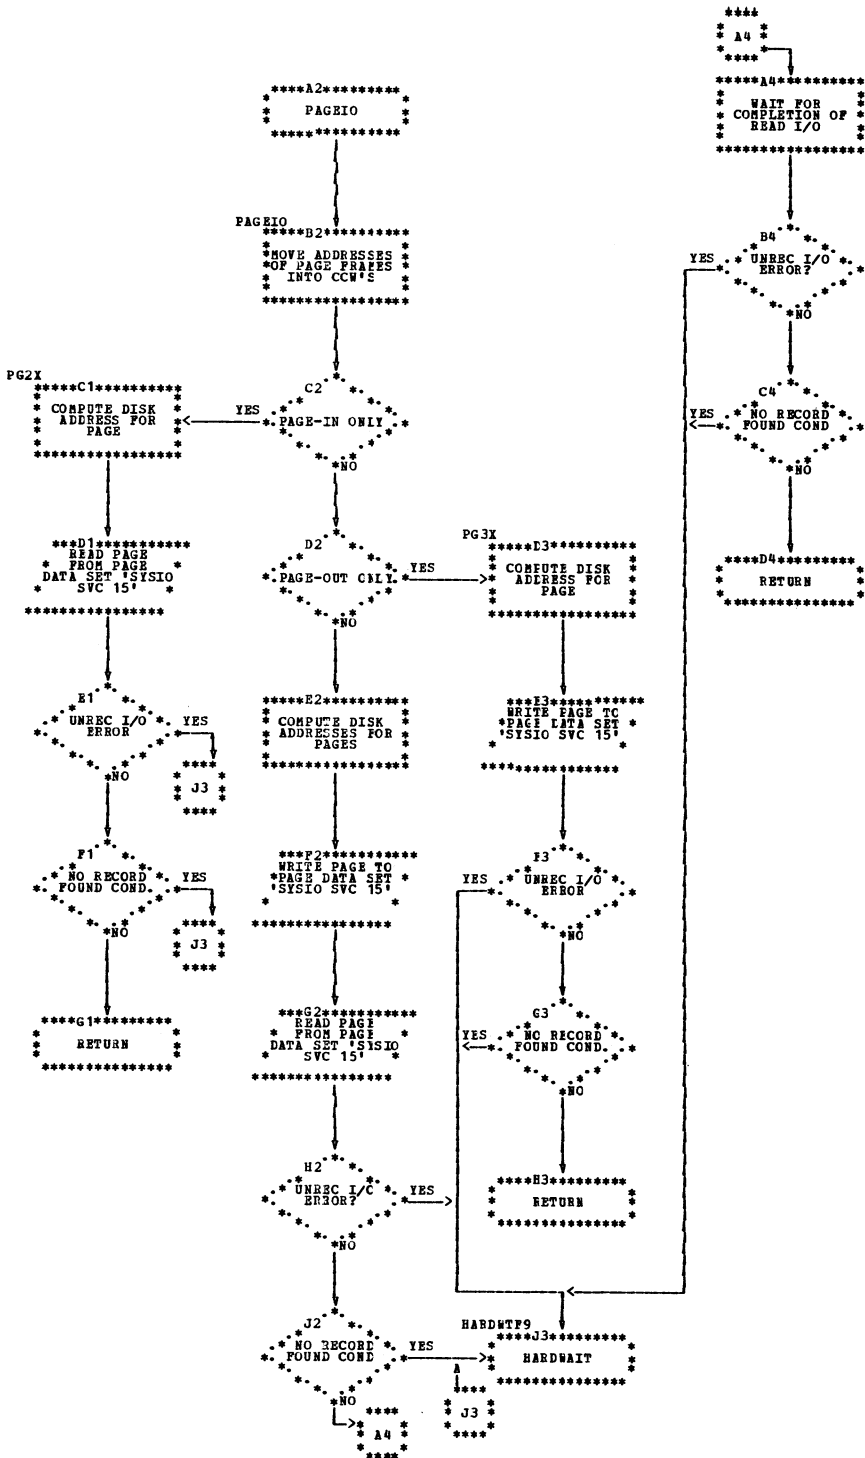 A4
A2
PAGEIO
A4
WAIT FOR
COMPLETION OF
READ I/O
PAGEIO
B2
MOVE ADDRESSES
OF PAGE FRAMES
INTO CCW'S
B4
YES
UNREC I/O
ERROR?
NO
PG2X
C1
COMPUTE DISK
ADDRESS FOR
PAGE
C2
YES
PAGE-IN ONLY
NO
C4
YES
NO RECORD
FOUND COND
NO
D1
READ PAGE
FROM PAGE
DATA SET 'SYSIO
SVC 15'
D2
PAGE-OUT ONLY
YES
NO
PG3X
D3
COMPUTE DISK
ADDRESS FOR
PAGE
D4
RETURN
E1
UNREC I/O
ERROR
YES
NO
J3
E2
COMPUTE DISK
ADDRESSES FOR
PAGES
E3
WRITE PAGE TO
PAGE DATA SET
'SYSIO SVC 15'
F1
NO RECORD
FOUND COND.
YES
NO
J3
F2
WRITE PAGE TO
PAGE DATA SET
'SYSIO SVC 15'
F3
YES
UNREC I/O
ERROR
NO
G1
RETURN
G2
READ PAGE
FROM PAGE
DATA SET 'SYSIO
SVC 15'
G3
YES
NO RECORD
FOUND COND.
NO
H2
UNREC I/O
ERROR?
YES
NO
H3
RETURN
J2
NO RECORD
FOUND COND
YES
NO
HARDWTF9
J3
HARDWAIT
A4
J3